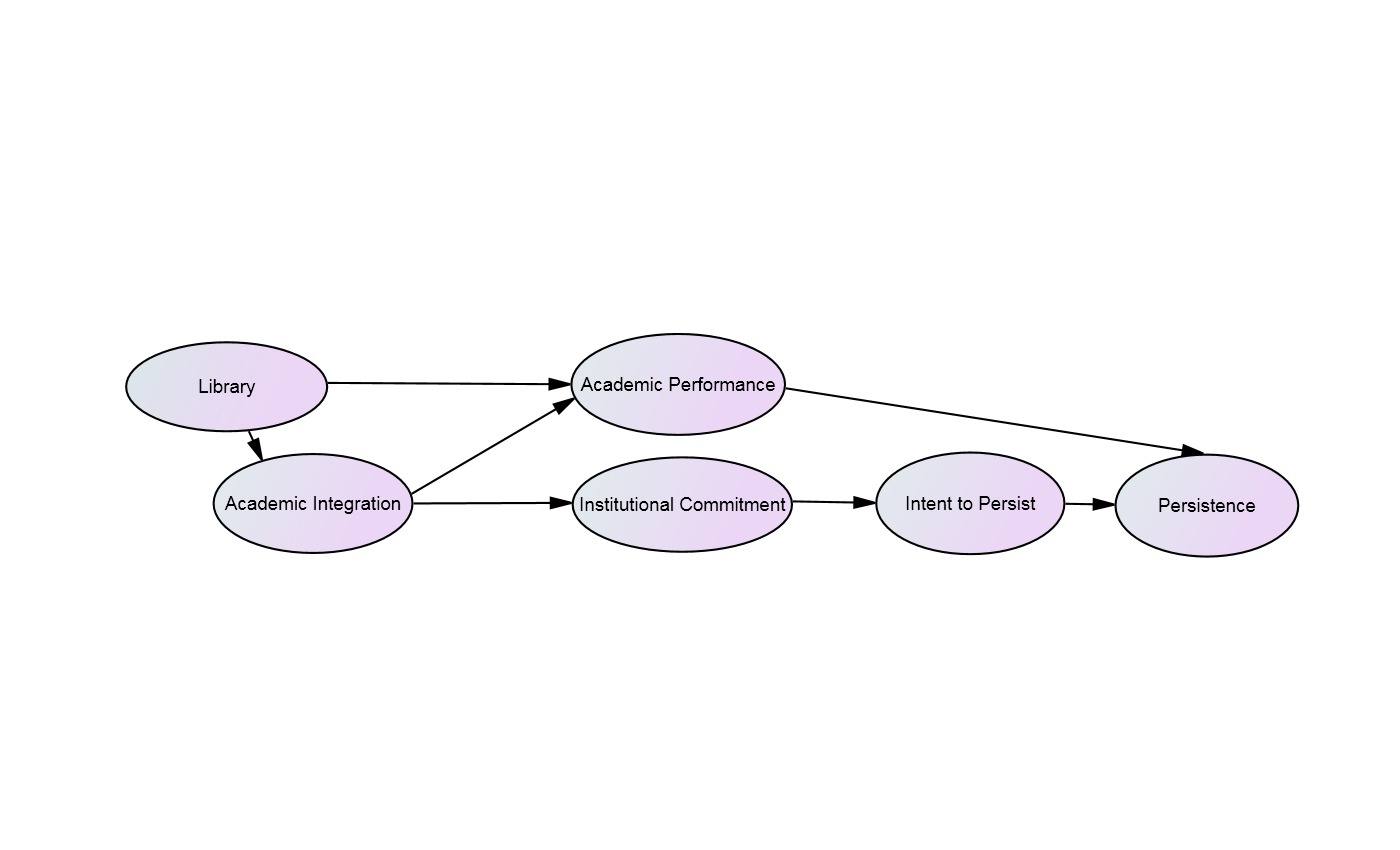 Library
Academic Performance
Academic Integration
Institutional Commitment
Intent to Persist
Persistence